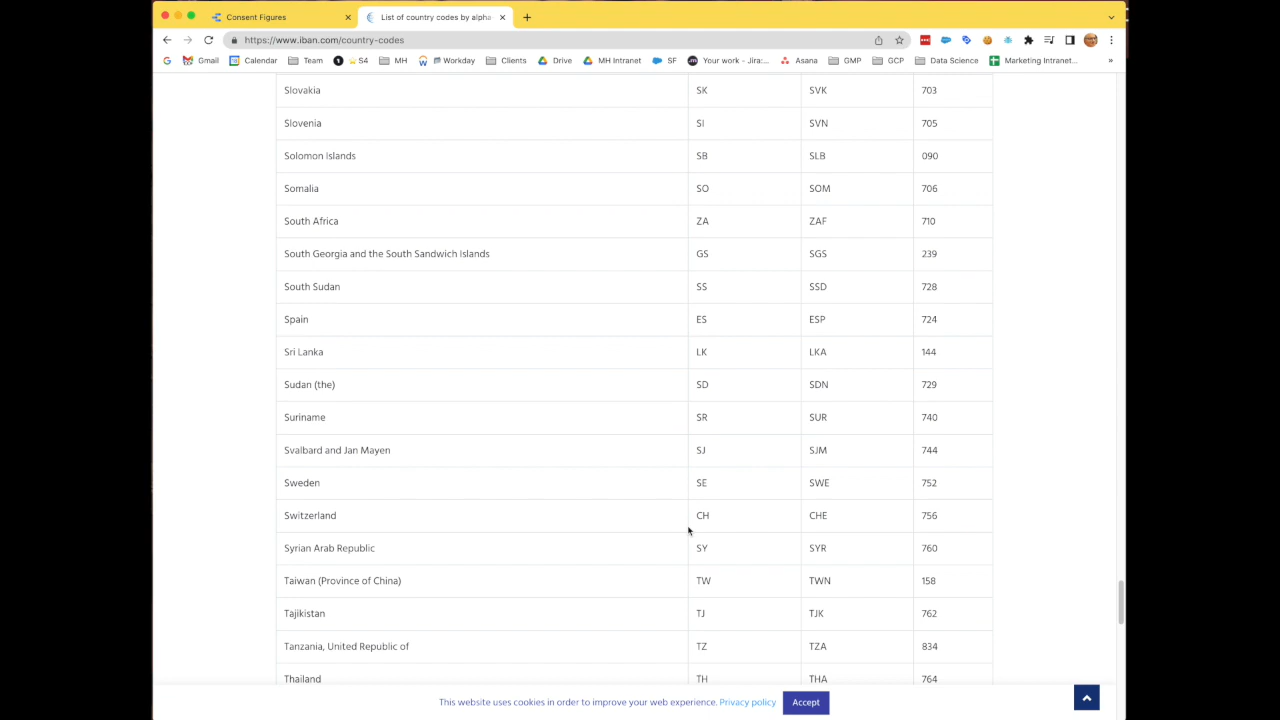 Consent Figures
List of country codes by alpha
https://www.iban.com/country-codes
Gmail Calendar Team S4 MH Workday Clients Drive MH Intranet SF Your work - Jira:... Asana GMP GCP Data Science Marketing Intranet... »
Slovakia SK SVK 703
Slovenia SI SVN 705
Solomon Islands SB SLB 090
Somalia SO SOM 706
South Africa ZA ZAF 710
South Georgia and the South Sandwich Islands GS SGS 239
South Sudan SS SSD 728
Spain ES ESP 724
Sri Lanka LK LKA 144
Sudan (the) SD SDN 729
Suriname SR SUR 740
Svalbard and Jan Mayen SJ SJM 744
Sweden SE SWE 752
Switzerland CH CHE 756
Syrian Arab Republic SY SYR 760
Taiwan (Province of China) TW TWN 158
Tajikistan TJ TJK 762
Tanzania, United Republic of TZ TZA 834
Thailand TH THA 764
This website uses cookies in order to improve your web experience. Privacy policy Accept